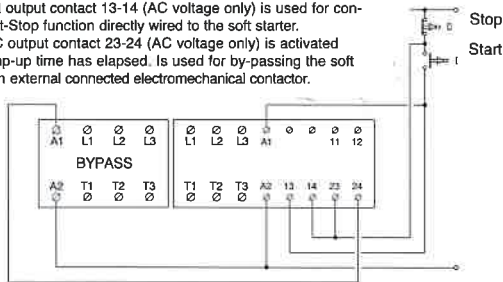 l output contact 13-14 (AC voltage only) is used for con-
t-Stop function directly wired to the soft starter.
C output contact 23-24 (AC voltage only) is activated
np-up time has elapsed. Is used for by-passing the soft
n external connected electromechanical contactor.
Stop
Start
A1 L1 L2 L3
L1 L2 L3 A1 11 12
BYPASS
A2 T1 T2 T3
T1 T2 T3 A2 13 14 23 24